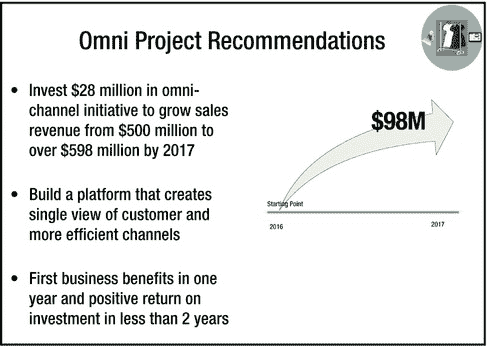 Omni Project Recommendations
• Invest $28 million in omni-
channel initiative to grow sales
revenue from $500 million to
over $598 million by 2017
• Build a platform that creates
single view of customer and
more efficient channels
• First business benefits in one
year and positive return on
investment in less than 2 years
$98M
Starting Point
2016
2017